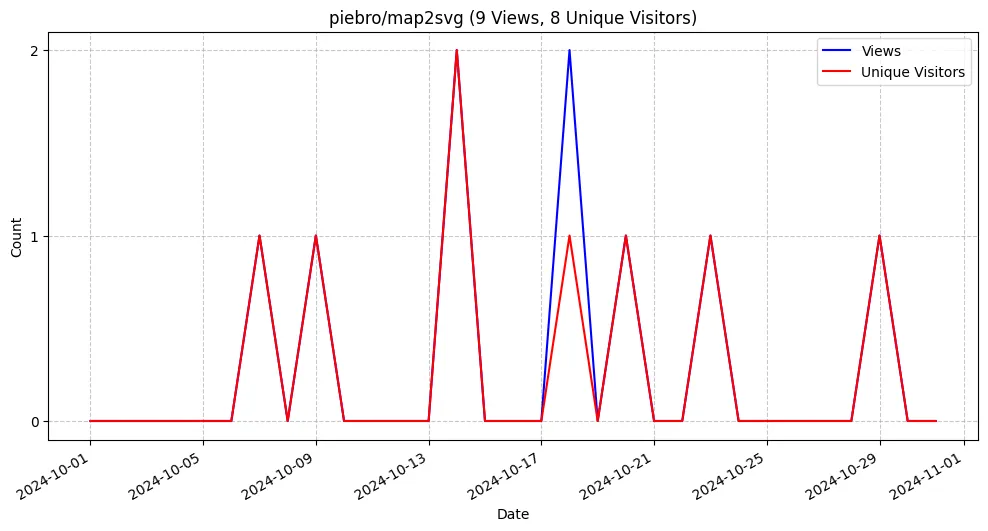 piebro/map2svg (9 Views, 8 Unique Visitors)
Views
Unique Visitors
Count
2
1
0
2024-10-01
2024-10-05
2024-10-09
2024-10-13
2024-10-17
2024-10-21
2024-10-25
2024-10-29
2024-11-01
Date